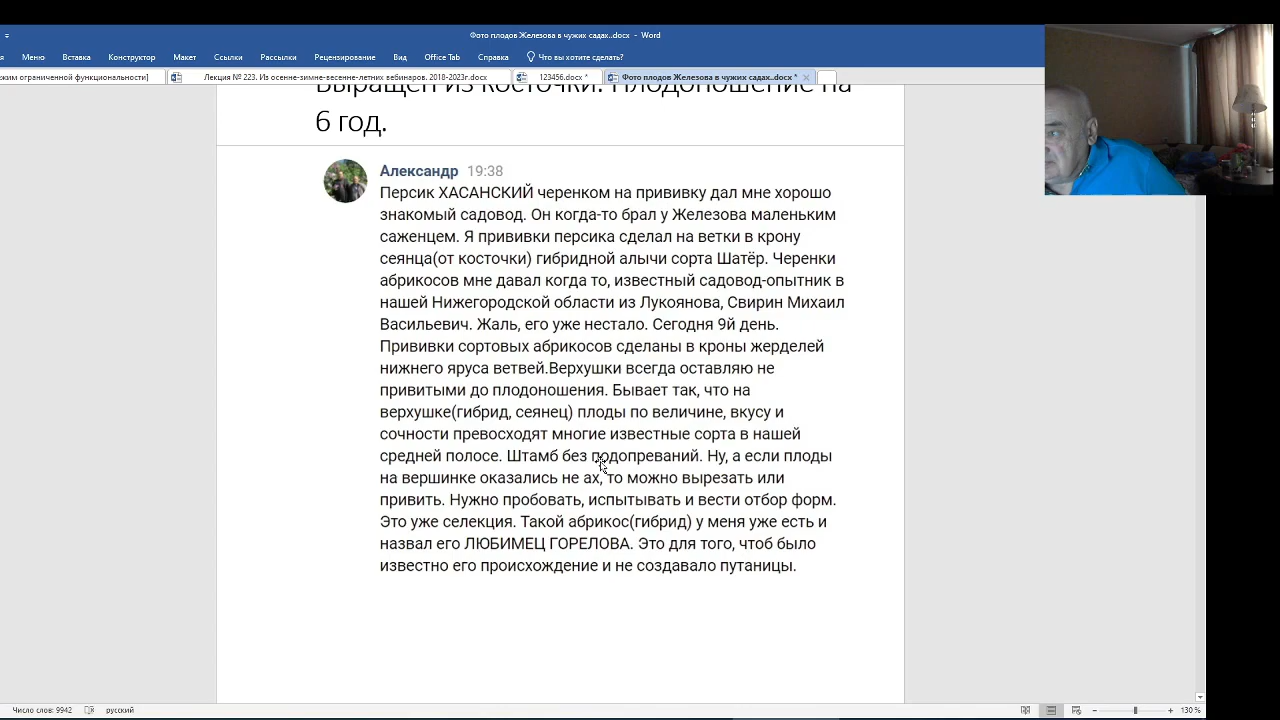 Фото плодов Железова в чужих садах..docx - Word
я Меню Вставка Конструктор Макет Ссылки Рассылки Рецензирование Вид Office Tab Справка Что вы хотите сделать?
жим ограниченной функциональности] Лекция № 223. Из осенне-зимне-весенне-летних вебинаров. 2018-2023г.docx 123456.docx * Фото плодов Железова в чужих садах..docx *
Выращен из косточки. Плодоношение на
6 год.
Александр 19:38
Персик ХАСАНСКИЙ черенком на прививку дал мне хорошо
знакомый садовод. Он когда-то брал у Железова маленьким
саженцем. Я прививки персика сделал на ветки в крону
сеянца(от косточки) гибридной алычи сорта Шатёр. Черенки
абрикосов мне давал когда то, известный садовод-опытник в
нашей Нижегородской области из Лукоянова, Свирин Михаил
Васильевич. Жаль, его уже нестало. Сегодня 9й день.
Прививки сортовых абрикосов сделаны в кроны жерделей
нижнего яруса ветвей.Верхушки всегда оставляю не
привитыми до плодоношения. Бывает так, что на
верхушке(гибрид, сеянец) плоды по величине, вкусу и
сочности превосходят многие известные сорта в нашей
средней полосе. Штамб без подопреваний. Ну, а если плоды
на вершинке оказались не ах, то можно вырезать или
привить. Нужно пробовать, испытывать и вести отбор форм.
Это уже селекция. Такой абрикос(гибрид) у меня уже есть и
назвал его ЛЮБИМЕЦ ГОРЕЛОВА. Это для того, чтоб было
известно его происхождение и не создавало путаницы.
Число слов: 9942 русский 130 %